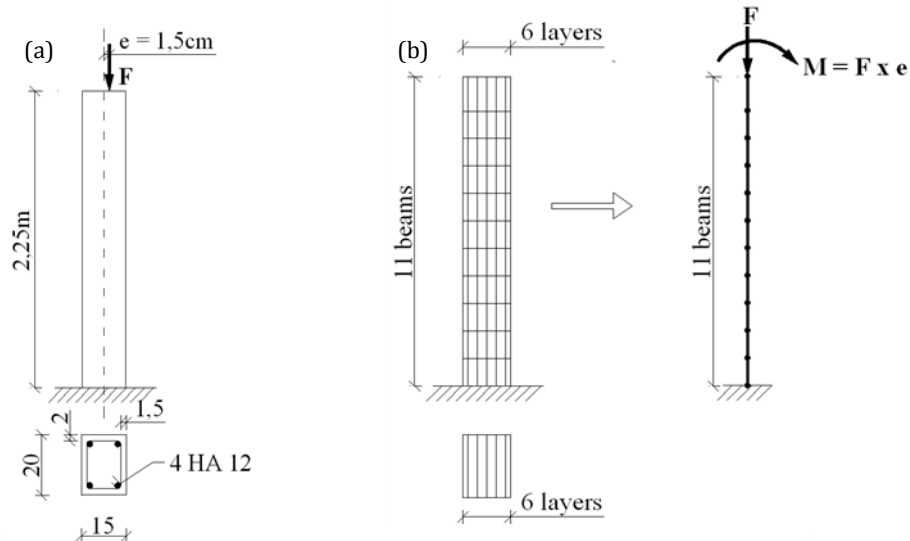 (a)
e = 1,5cm
F
2,25m
2
1,5
20
4 HA 12
15
(b)
6 layers
11 beams
6 layers
F
M = F x e
11 beams